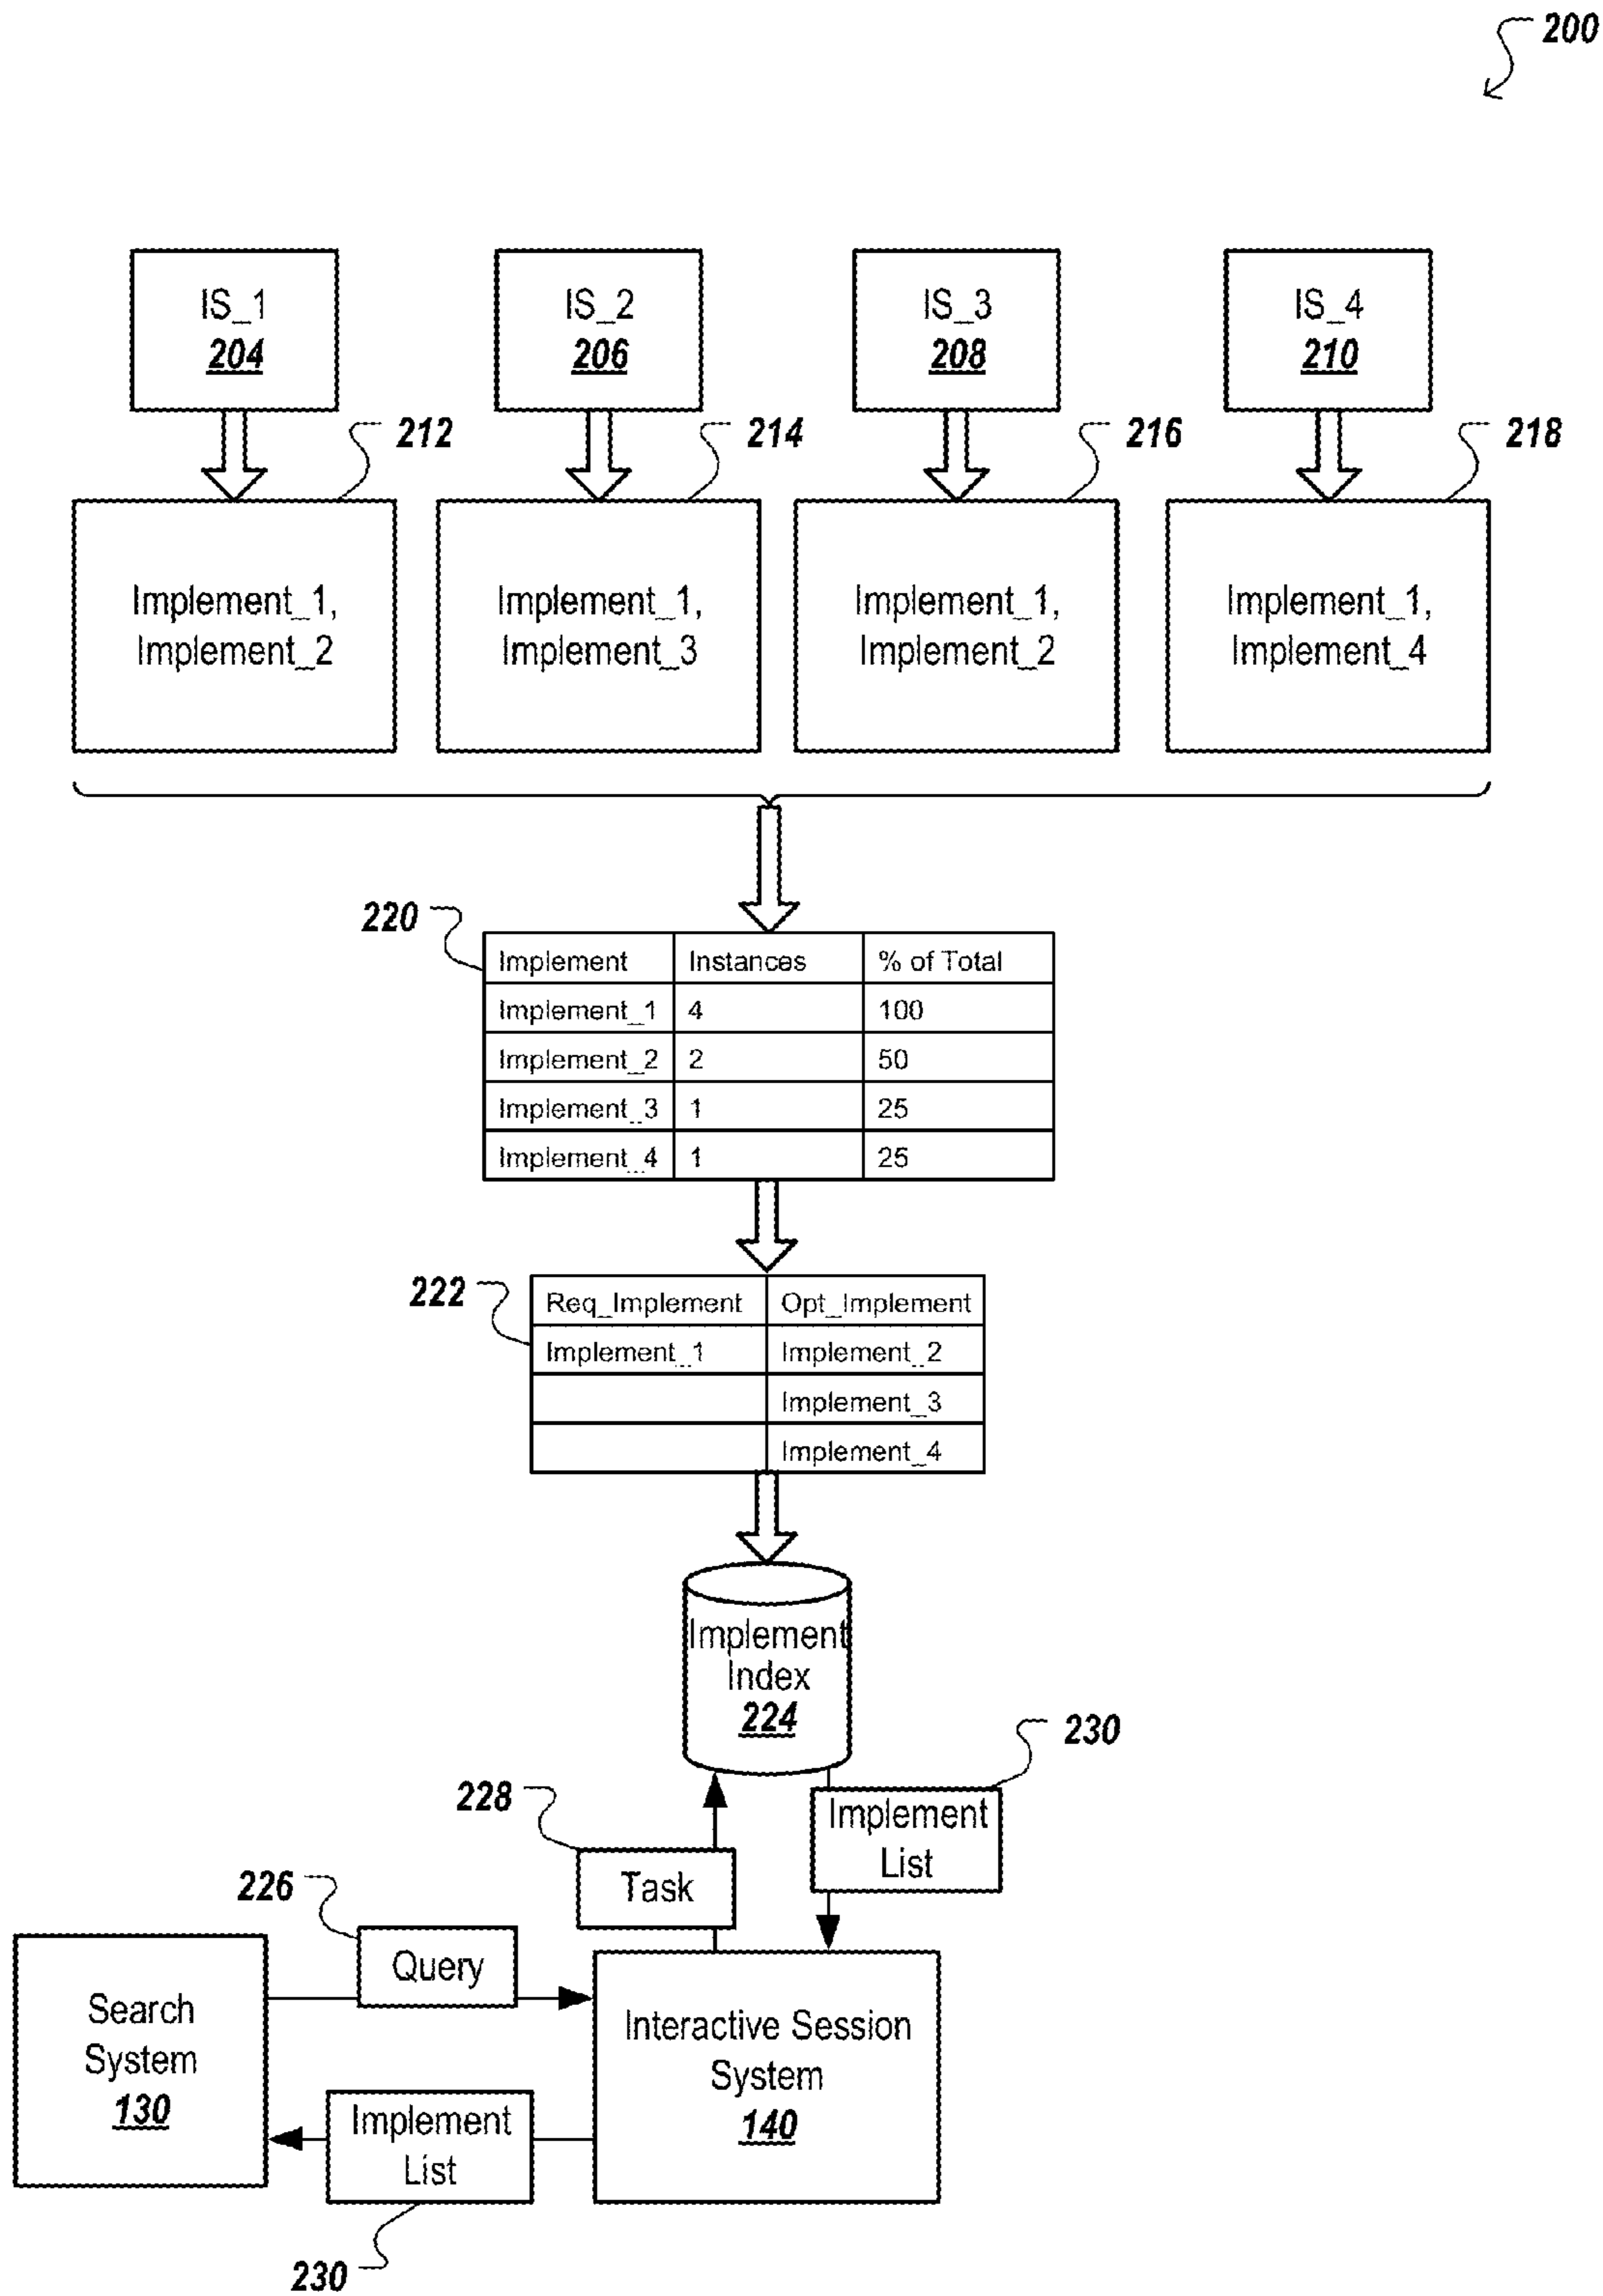 200
IS_1
204
IS_2
206
IS_3
208
IS_4
210
212
214
216
218
Implement_1,
Implement_2
Implement_1,
Implement_3
Implement_1,
Implement_2
Implement_1,
Implement_4
220
Implement Instances % of Total
Implement_1 4 100
Implement_2 2 50
Implement_3 1 25
Implement_4 1 25
222
Req_Implement Opt_Implement
Implement_1 Implement_2
Implement_3
Implement_4
Implement
Index
224
230
228
Implement
List
Task
226
Query
Search
System
130
Interactive Session
System
140
Implement
List
230